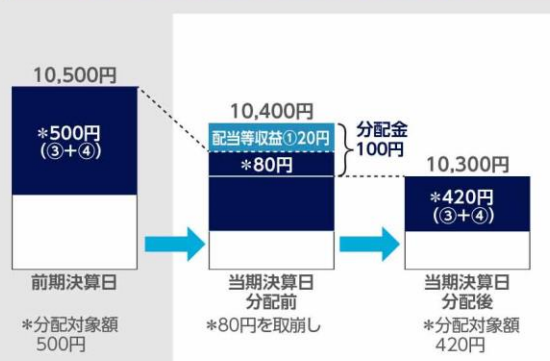 10,500円
*500円
(③+④)
前期決算日
*分配対象額
500円
10,400円
配当等収益①20円
*80円
分配金
100円
当期決算日
分配前
*80円を取崩し
10,300円
*420円
(③+④)
当期決算日
分配後
*分配対象額
420円